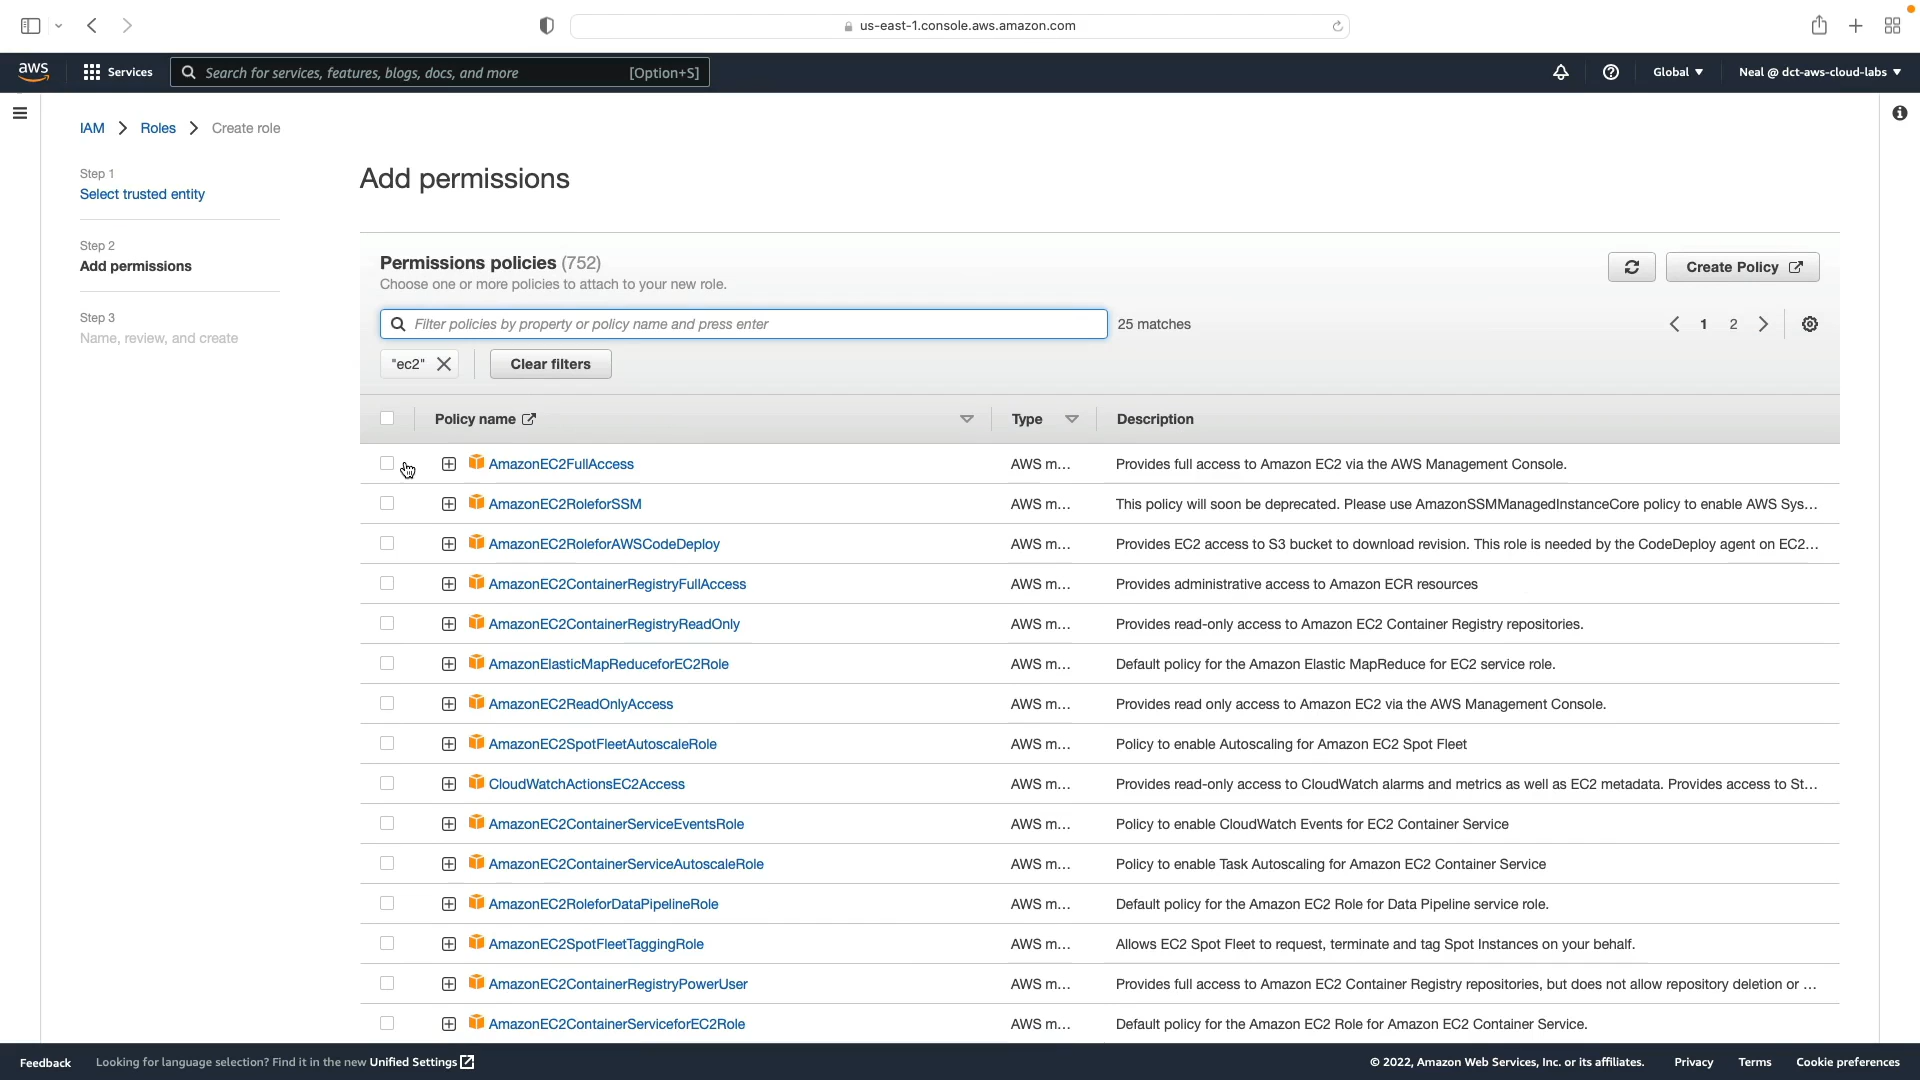 us-east-1.console.aws.amazon.com
aws
Services
Search for services, features, blogs, docs, and more
[Option+S]
Global
Neal @ dct-aws-cloud-labs
IAM
Roles
Create role
Step 1
Select trusted entity
Step 2
Add permissions
Step 3
Name, review, and create
Add permissions
Permissions policies (752)
Choose one or more policies to attach to your new role.
Create Policy
Filter policies by property or policy name and press enter
25 matches
1 2
"ec2"
Clear filters
Policy name Type Description
AmazonEC2FullAccess AWS m... Provides full access to Amazon EC2 via the AWS Management Console.
AmazonEC2RoleforSSM AWS m... This policy will soon be deprecated. Please use AmazonSSMManagedInstanceCore policy to enable AWS Sys...
AmazonEC2RoleforAWSCodeDeploy AWS m... Provides EC2 access to S3 bucket to download revision. This role is needed by the CodeDeploy agent on EC2...
AmazonEC2ContainerRegistryFullAccess AWS m... Provides administrative access to Amazon ECR resources
AmazonEC2ContainerRegistryReadOnly AWS m... Provides read-only access to Amazon EC2 Container Registry repositories.
AmazonElasticMapReduceforEC2Role AWS m... Default policy for the Amazon Elastic MapReduce for EC2 service role.
AmazonEC2ReadOnlyAccess AWS m... Provides read only access to Amazon EC2 via the AWS Management Console.
AmazonEC2SpotFleetAutoscaleRole AWS m... Policy to enable Autoscaling for Amazon EC2 Spot Fleet
CloudWatchActionsEC2Access AWS m... Provides read-only access to CloudWatch alarms and metrics as well as EC2 metadata. Provides access to St...
AmazonEC2ContainerServiceEventsRole AWS m... Policy to enable CloudWatch Events for EC2 Container Service
AmazonEC2ContainerServiceAutoscaleRole AWS m... Policy to enable Task Autoscaling for Amazon EC2 Container Service
AmazonEC2RoleforDataPipelineRole AWS m... Default policy for the Amazon EC2 Role for Data Pipeline service role.
AmazonEC2SpotFleetTaggingRole AWS m... Allows EC2 Spot Fleet to request, terminate and tag Spot Instances on your behalf.
AmazonEC2ContainerRegistryPowerUser AWS m... Provides full access to Amazon EC2 Container Registry repositories, but does not allow repository deletion or ...
AmazonEC2ContainerServiceforEC2Role AWS m... Default policy for the Amazon EC2 Role for Amazon EC2 Container Service.
Feedback
Looking for language selection? Find it in the new Unified Settings
© 2022, Amazon Web Services, Inc. or its affiliates.
Privacy
Terms
Cookie preferences